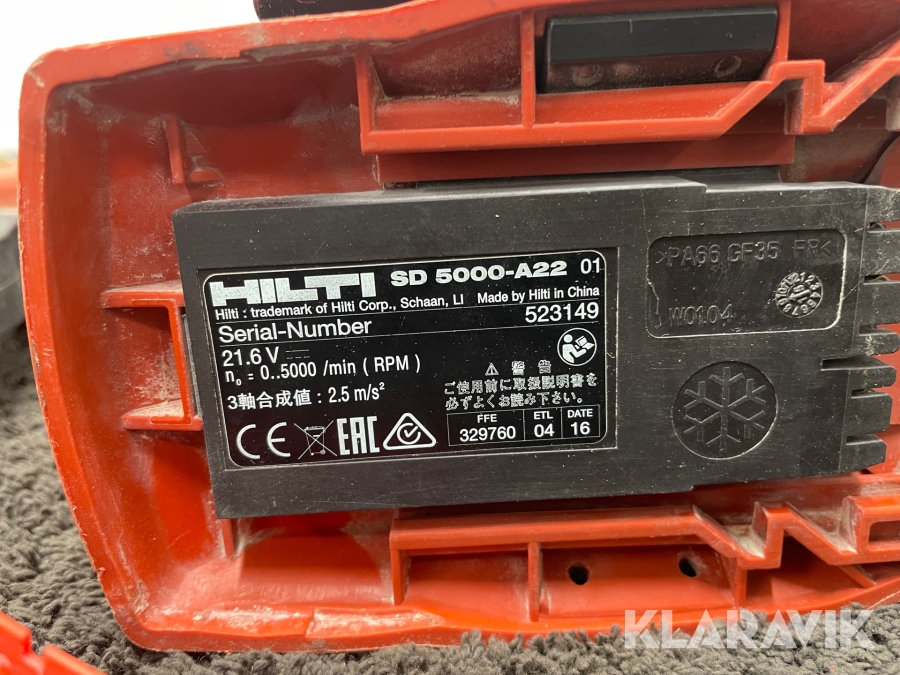 HILTI SD 5000-A22 01
Hilti : trademark of Hilti Corp., Schaan, LI Made by Hilti in China
Serial-Number 523149
21.6 V
n₀ = 0..5000 /min ( RPM )
3軸合成値 : 2.5 m/s²
⚠ 警 告
ご使用前に取扱説明書を
必ずよくお読み下さい。
CE EAC
FFE ETL DATE
329760 04 16
>PA66 GF35 FR<
W0104
KLARAVIK